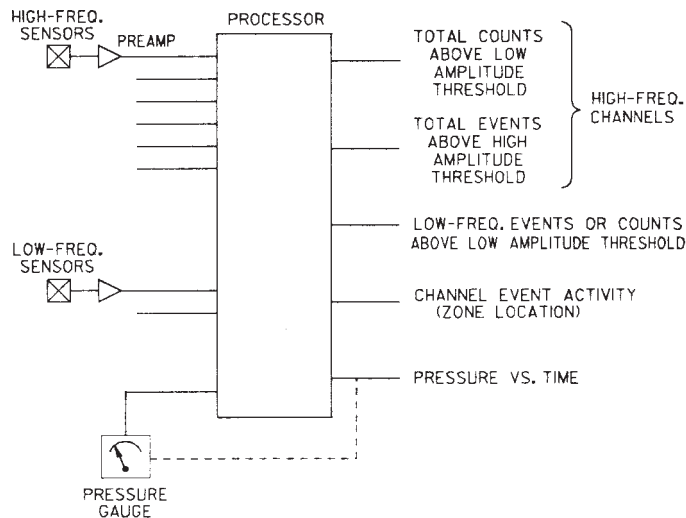 HIGH-FREQ.
SENSORS
PREAMP
PROCESSOR
TOTAL COUNTS
ABOVE LOW
AMPLITUDE
THRESHOLD
TOTAL EVENTS
ABOVE HIGH
AMPLITUDE
THRESHOLD
HIGH-FREQ.
CHANNELS
LOW-FREQ. EVENTS OR COUNTS
ABOVE LOW AMPLITUDE THRESHOLD
LOW-FREQ.
SENSORS
CHANNEL EVENT ACTIVITY
(ZONE LOCATION)
PRESSURE VS. TIME
PRESSURE
GAUGE